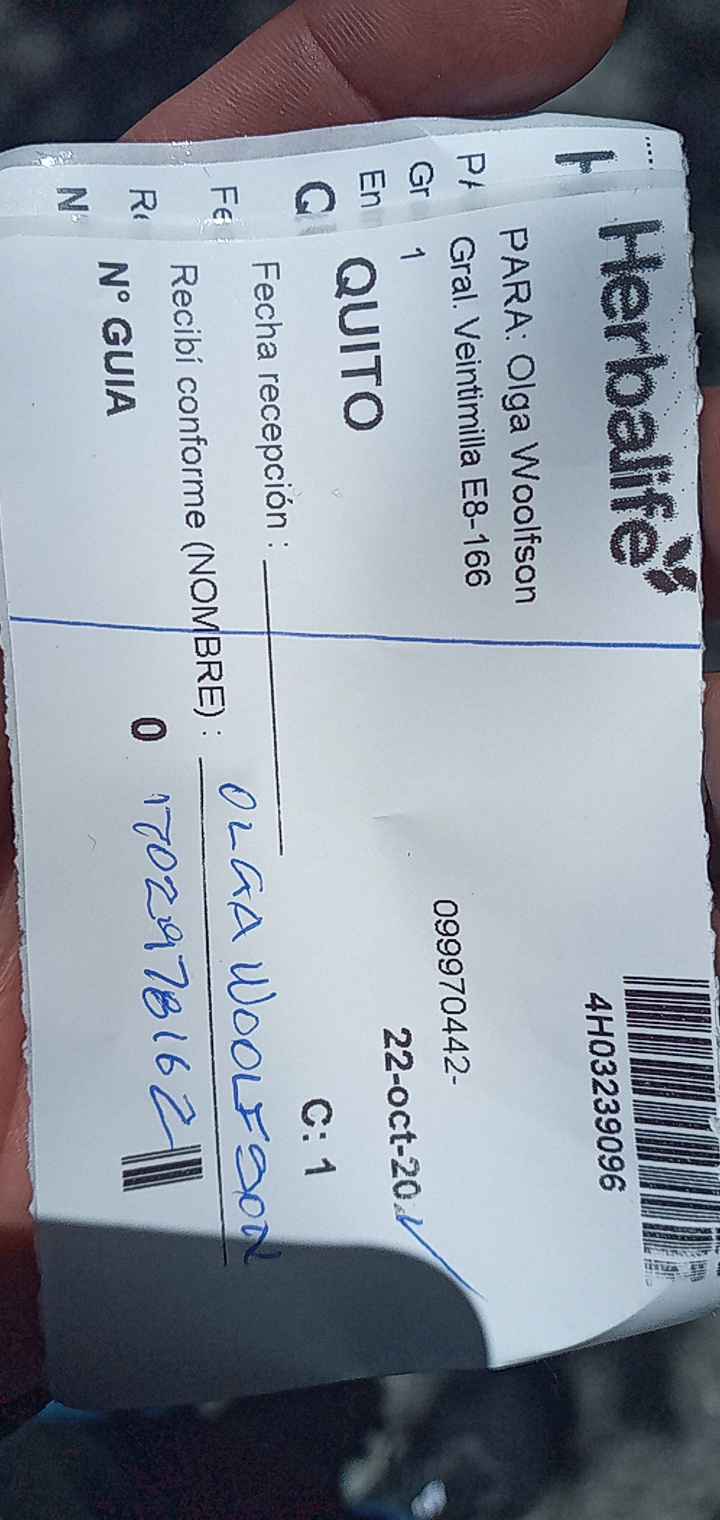 Herbalife
4H03239096
PARA: Olga Woolfson
Gral. Veintimilla E8-166
099970442-
1
22-oct-20
QUITO
C: 1
Fecha recepción :
Recibí conforme (NOMBRE) : OLGA WOOLFSON
Nº GUIA 0